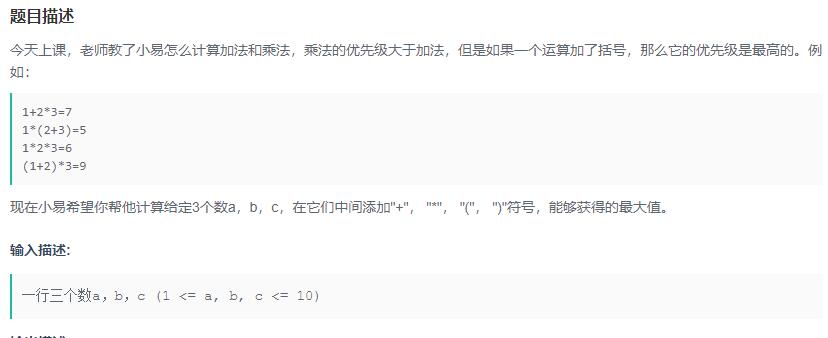 题目描述
今天上课，老师教了小易怎么计算加法和乘法，乘法的优先级大于加法，但是如果一个运算加了括号，那么它的优先级是最高的。例
如：
1+2*3=7
1*(2+3)=5
1*2*3=6
(1+2)*3=9
现在小易希望你帮他计算给定3个数a，b，c，在它们中间添加"+"， "*"， "("， ")"符号，能够获得的最大值。
输入描述:
一行三个数a，b，c (1 <= a, b, c <= 10)